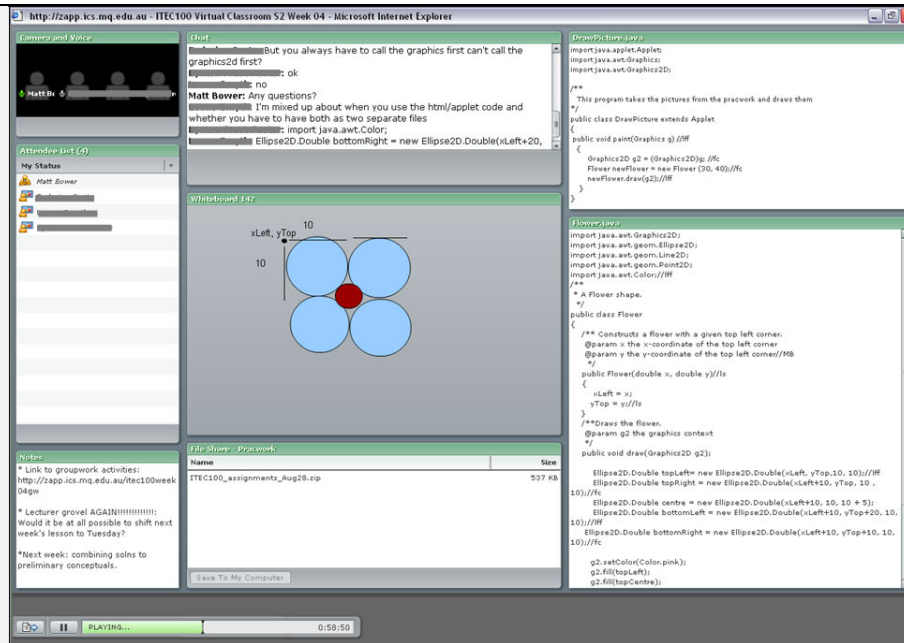 http://zapp.ics.mq.edu.au - ITEC100 Virtual Classroom S2 Week 04 - Microsoft Internet Explorer
Camera and Voice
Matt Bo
Attendee List (4)
My Status
Matt Bower
Notes
* Link to groupwork activities:
http://zapp.ics.mq.edu.au/itec100week
04gw
* Lecturer grovel AGAIN!!!!!!!!!!!!!:
Would it be at all possible to shift next
week's lesson to Tuesday?
*Next week: combining solns to
preliminary conceptuals.
Chat
But you always have to call the graphics first can't call the
graphics2d first?
ok
no
Matt Bower: Any questions?
I'm mixed up about when you use the html/applet code and
whether you have to have both as two separate files
import java.awt.Color;
Ellipse2D.Double bottomRight = new Ellipse2D.Double(xLeft+20,
Whiteboard 142
xLeft, yTop
10
10
File Share - Pracwork
Name Size
ITEC100_assignments_Aug28.zip 537 KB
Save To My Computer
DrawPicture.java
import java.applet.Applet;
import java.awt.Graphics;
import java.awt.Graphics2D;
/**
This program takes the pictures from the pracwork and draws them
*/
public class DrawPicture extends Applet
{
public void paint(Graphics g) //lff
{
Graphics2D g2 = (Graphics2D)g; //fc
Flower newFlower = new Flower (30, 40);//fc
newFlower.draw(g2);//lff
}
}
Flower.java
import java.awt.Graphics2D;
import java.awt.geom.Ellipse2D;
import java.awt.geom.Line2D;
import java.awt.geom.Point2D;
import java.awt.Color;//lff
/**
* A Flower shape.
*/
public class Flower
{
/** Constructs a flower with a given top left corner.
@param x the x-coordinate of the top left corner
@param y the y-coordinate of the top left corner//MB
*/
public Flower(double x, double y)//ls
{
xLeft = x;
yTop = y;//ls
}
/**Draws the flower.
@param g2 the graphics context
*/
public void draw(Graphics2D g2);
Ellipse2D.Double topLeft= new Ellipse2D.Double(xLeft, yTop,10, 10);//lff
Ellipse2D.Double topRight = new Ellipse2D.Double(xLeft+10, yTop, 10 ,
10);//fc
Ellipse2D.Double centre = new Ellipse2D.Double(xLeft+10, 10, 10 + 5);
Ellipse2D.Double bottomLeft = new Ellipse2D.Double(xLeft+10, yTop+20, 10,
10);//lff
Ellipse2D.Double bottomRight = new Ellipse2D.Double(xLeft+10, yTop+10, 10,
10);//fc
g2.setColor(Color.pink);
g2.fill(topLeft);
g2.fill(topCentre);
PLAYING... 0:58:50